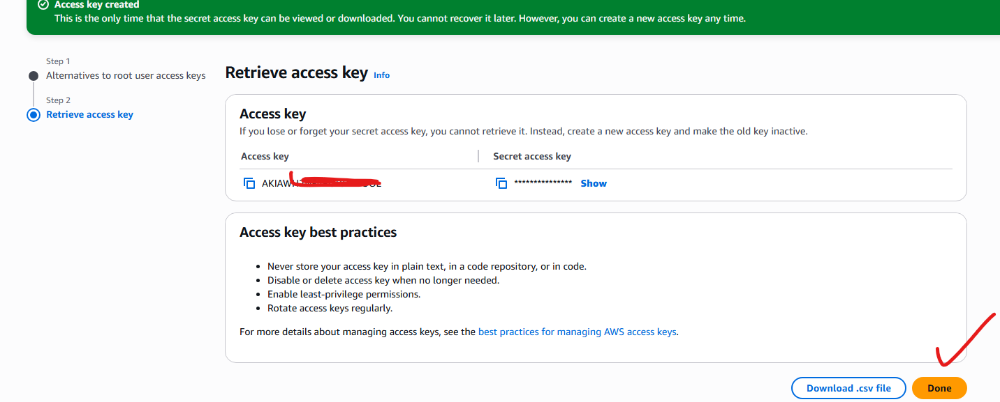 Access key created
This is the only time that the secret access key can be viewed or downloaded. You cannot recover it later. However, you can create a new access key any time.
Step 1
Alternatives to root user access keys
Step 2
Retrieve access key
Retrieve access key Info
Access key
If you lose or forget your secret access key, you cannot retrieve it. Instead, create a new access key and make the old key inactive.
Access key Secret access key
*************** Show
Access key best practices
• Never store your access key in plain text, in a code repository, or in code.
• Disable or delete access key when no longer needed.
• Enable least-privilege permissions.
• Rotate access keys regularly.
For more details about managing access keys, see the best practices for managing AWS access keys.
Download .csv file Done